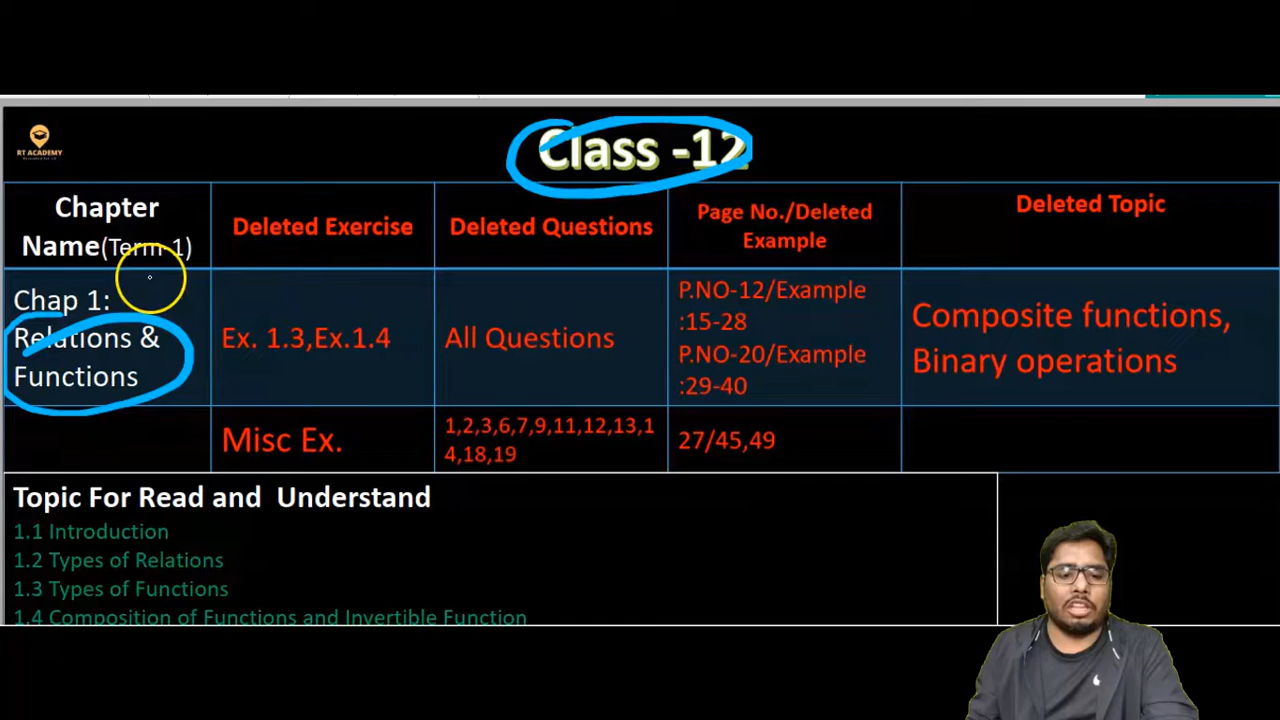 RT ACADEMY
Class -12
Chapter
Name(Term-1)
Deleted Exercise
Deleted Questions
Page No./Deleted
Example
Deleted Topic
Chap 1:
Relations &
Functions
Ex. 1.3,Ex.1.4
All Questions
P.NO-12/Example
:15-28
P.NO-20/Example
:29-40
Composite functions,
Binary operations
Misc Ex.
1,2,3,6,7,9,11,12,13,1
4,18,19
27/45,49
Topic For Read and Understand
1.1 Introduction
1.2 Types of Relations
1.3 Types of Functions
1.4 Composition of Functions and Invertible Function